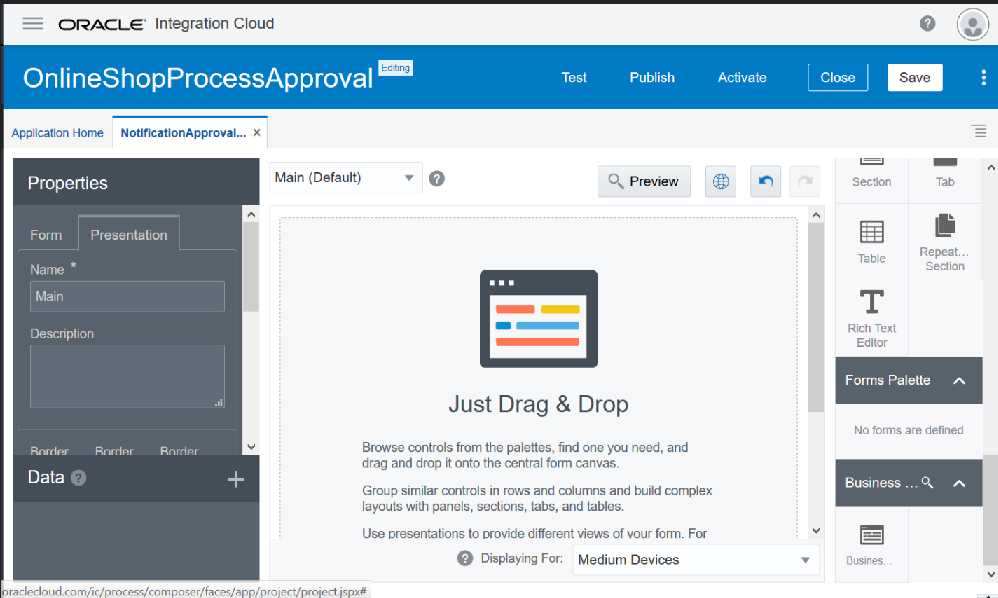 ORACLE Integration Cloud
OnlineShopProcessApproval Editing Test Publish Activate Close Save
Application Home NotificationApproval... ×
Properties
Form Presentation
Name *
Main
Description
Border Border Border
Data ?
Main (Default) ?
Preview
Just Drag & Drop
Browse controls from the palettes, find one you need, and
drag and drop it onto the central form canvas.
Group similar controls in rows and columns and build complex
layouts with panels, sections, tabs, and tables.
Use presentations to provide different views of your form. For
? Displaying For: Medium Devices
Section Tab
Table
Repeat...
Section
Rich Text
Editor
Forms Palette
No forms are defined
Business ...
Busines...
oraclecloud.com/ic/process/composer/faces/app/project/project.jspx#